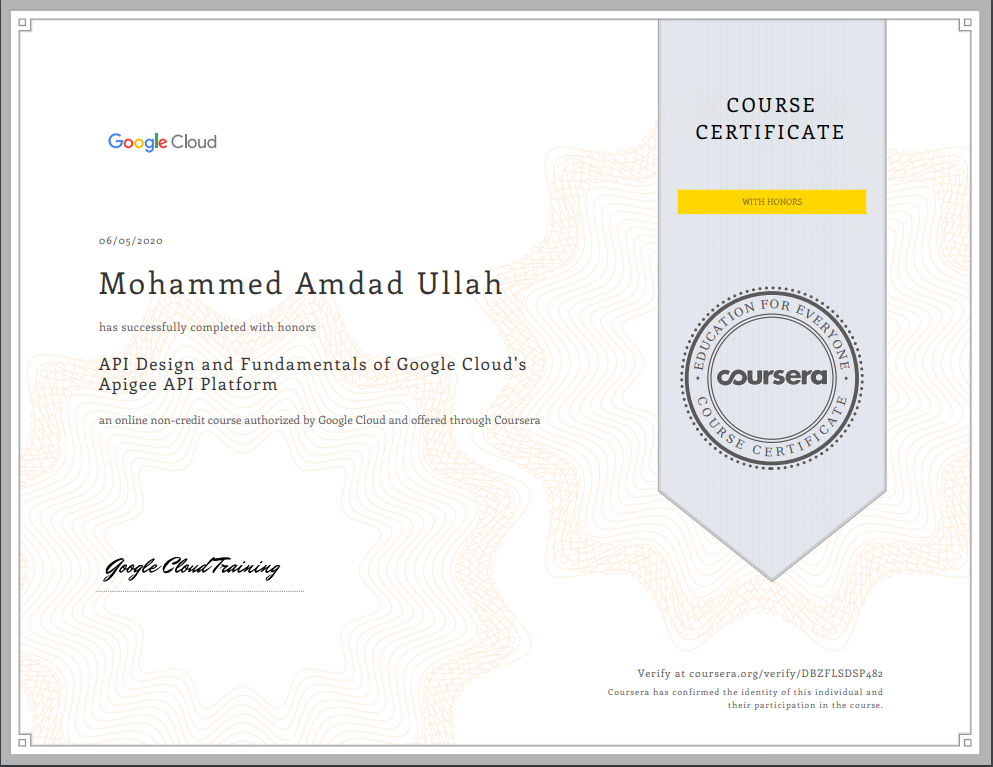 Google Cloud
COURSE
CERTIFICATE
WITH HONORS
06/05/2020
Mohammed Amdad Ullah
has successfully completed with honors
API Design and Fundamentals of Google Cloud's
Apigee API Platform
an online non-credit course authorized by Google Cloud and offered through Coursera
EDUCATION FOR EVERYONE
coursera
COURSE CERTIFICATE
Google Cloud Training
Verify at coursera.org/verify/DBZFLSDSP482
Coursera has confirmed the identity of this individual and
their participation in the course.